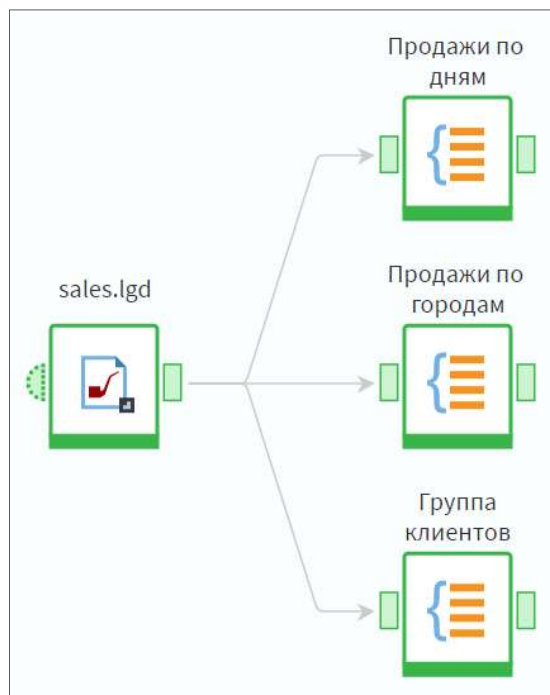 Продажи по
дням
sales.lgd
Продажи по
городам
Группа
клиентов